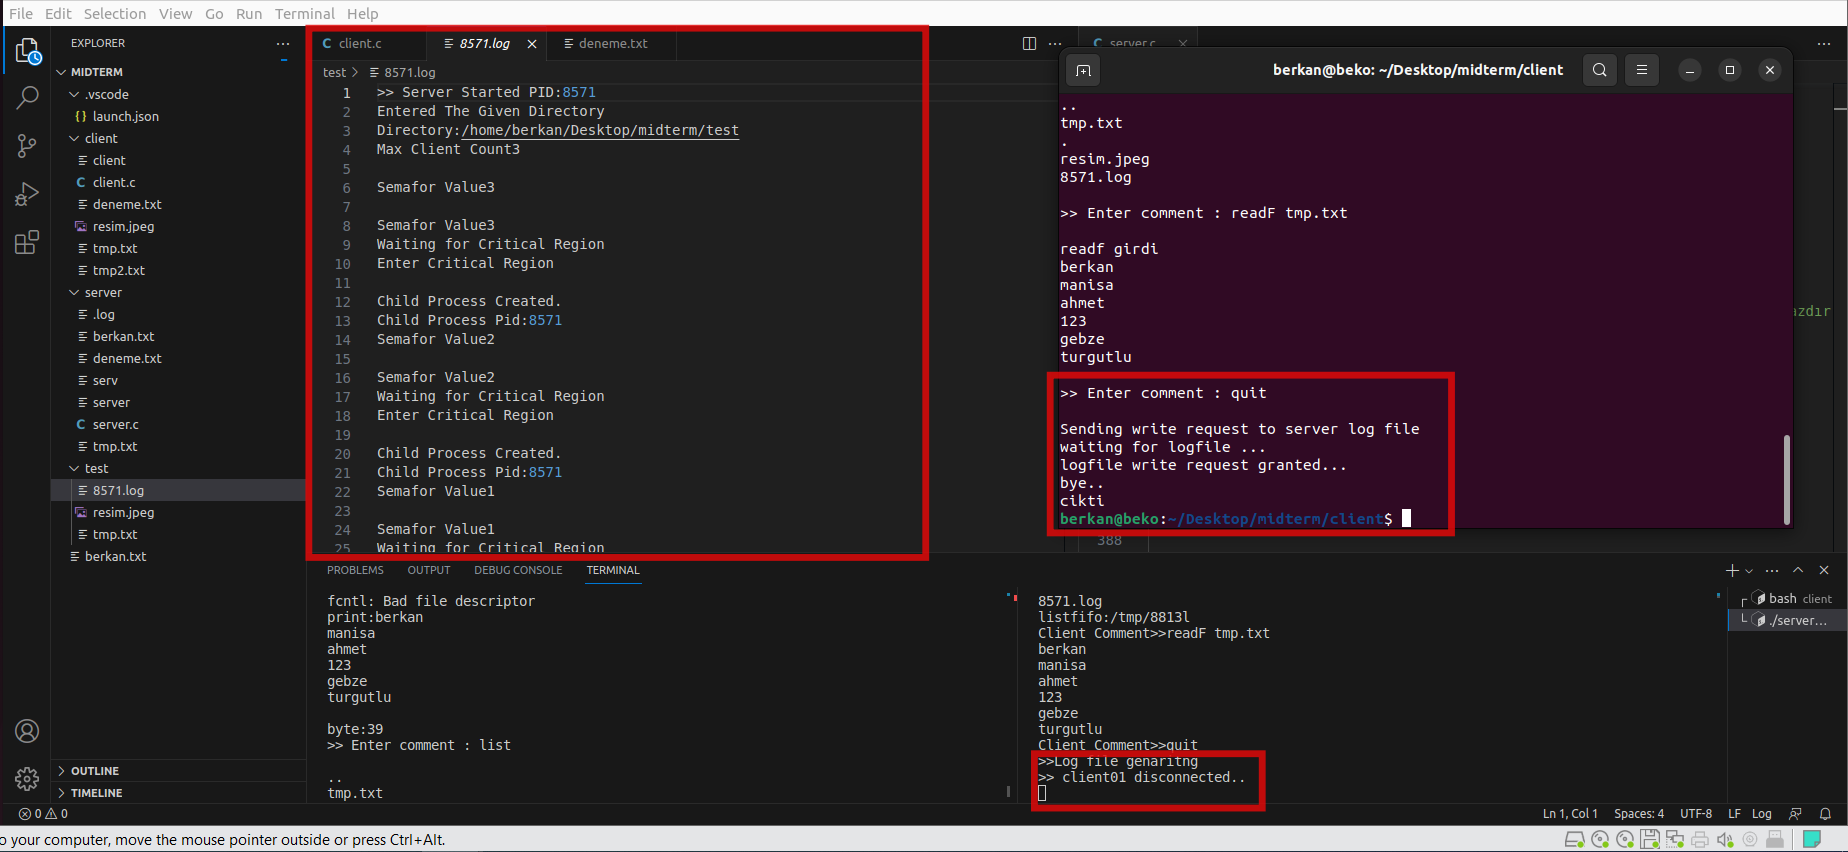 File Edit Selection View Go Run Terminal Help
EXPLORER
MIDTERM
.vscode
launch.json
client
client
client.c
deneme.txt
resim.jpeg
tmp.txt
tmp2.txt
server
.log
berkan.txt
deneme.txt
serv
server
server.c
tmp.txt
test
8571.log
resim.jpeg
tmp.txt
berkan.txt
OUTLINE
TIMELINE
client.c 8571.log deneme.txt
test > 8571.log
1 >> Server Started PID:8571
2 Entered The Given Directory
3 Directory:/home/berkan/Desktop/midterm/test
4 Max Client Count3
5
6 Semafor Value3
7
8 Semafor Value3
9 Waiting for Critical Region
10 Enter Critical Region
11
12 Child Process Created.
13 Child Process Pid:8571
14 Semafor Value2
15
16 Semafor Value2
17 Waiting for Critical Region
18 Enter Critical Region
19
20 Child Process Created.
21 Child Process Pid:8571
22 Semafor Value1
23
24 Semafor Value1
25 Waiting for Critical Region
server.c
berkan@beko: ~/Desktop/midterm/client
..
tmp.txt
.
resim.jpeg
8571.log
>> Enter comment : readF tmp.txt
readf girdi
berkan
manisa
ahmet
123
gebze
turgutlu
>> Enter comment : quit
Sending write request to server log file
waiting for logfile ...
logfile write request granted...
bye..
cikti
berkan@beko:~/Desktop/midterm/client$
azdir
388
PROBLEMS OUTPUT DEBUG CONSOLE TERMINAL
fcntl: Bad file descriptor
print:berkan
manisa
ahmet
123
gebze
turgutlu
byte:39
>> Enter comment : list
..
tmp.txt
8571.log
listfifo:/tmp/8813l
Client Comment>>readF tmp.txt
berkan
manisa
ahmet
123
gebze
turgutlu
Client Comment>>quit
>>Log file genaritng
>> client01 disconnected..
bash client
./server...
0 0
Ln 1, Col 1 Spaces: 4 UTF-8 LF Log
o your computer, move the mouse pointer outside or press Ctrl+Alt.